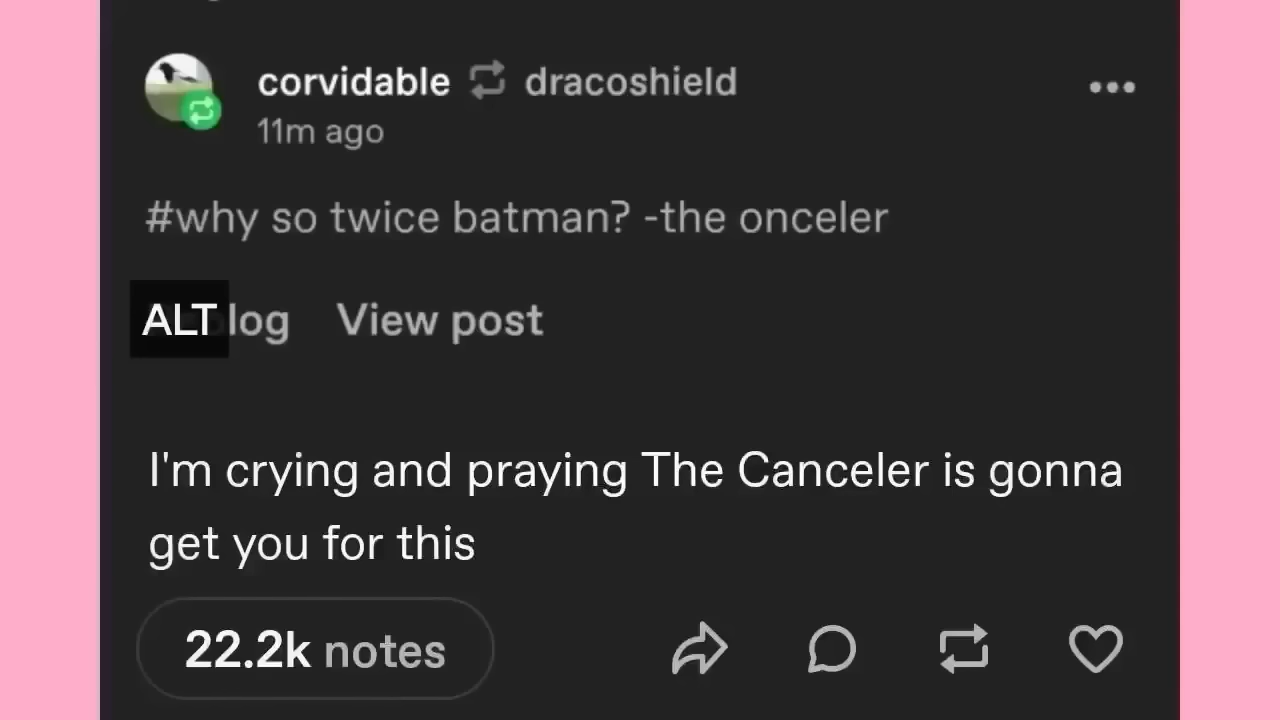 corvidable dracoshield
11m ago
#why so twice batman? -the onceler
ALT log View post
I'm crying and praying The Canceler is gonna
get you for this
22.2k notes